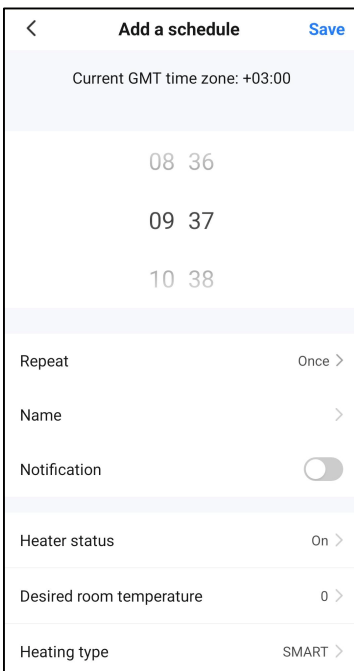 Add a schedule Save
Current GMT time zone: +03:00
08 36
09 37
10 38
Repeat Once
Name
Notification
Heater status On
Desired room temperature 0
Heating type SMART